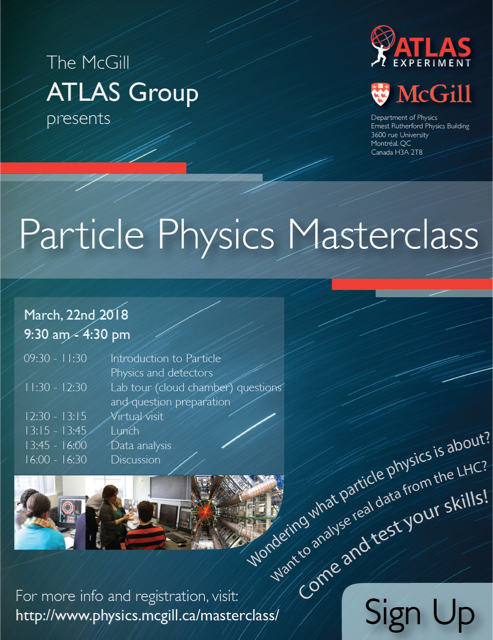 The McGill
ATLAS Group
presents
ATLAS
EXPERIMENT
McGill
Department of Physics
Ernest Rutherford Physics Building
3600 rue University
Montréal, QC
Canada H3A 2T8
Particle Physics Masterclass
March, 22nd 2018
9:30 am - 4:30 pm
09:30 - 11:30 Introduction to Particle
Physics and detectors
11:30 - 12:30 Lab tour (cloud chamber) questions
and question preparation
12:30 - 13:15 Virtual visit
13:15 - 13:45 Lunch
13:45 - 16:00 Data analysis
16:00 - 16:30 Discussion
Wondering what particle physics is about?
Want to analyse real data from the LHC?
Come and test your skills!
For more info and registration, visit:
http://www.physics.mcgill.ca/masterclass/
Sign Up